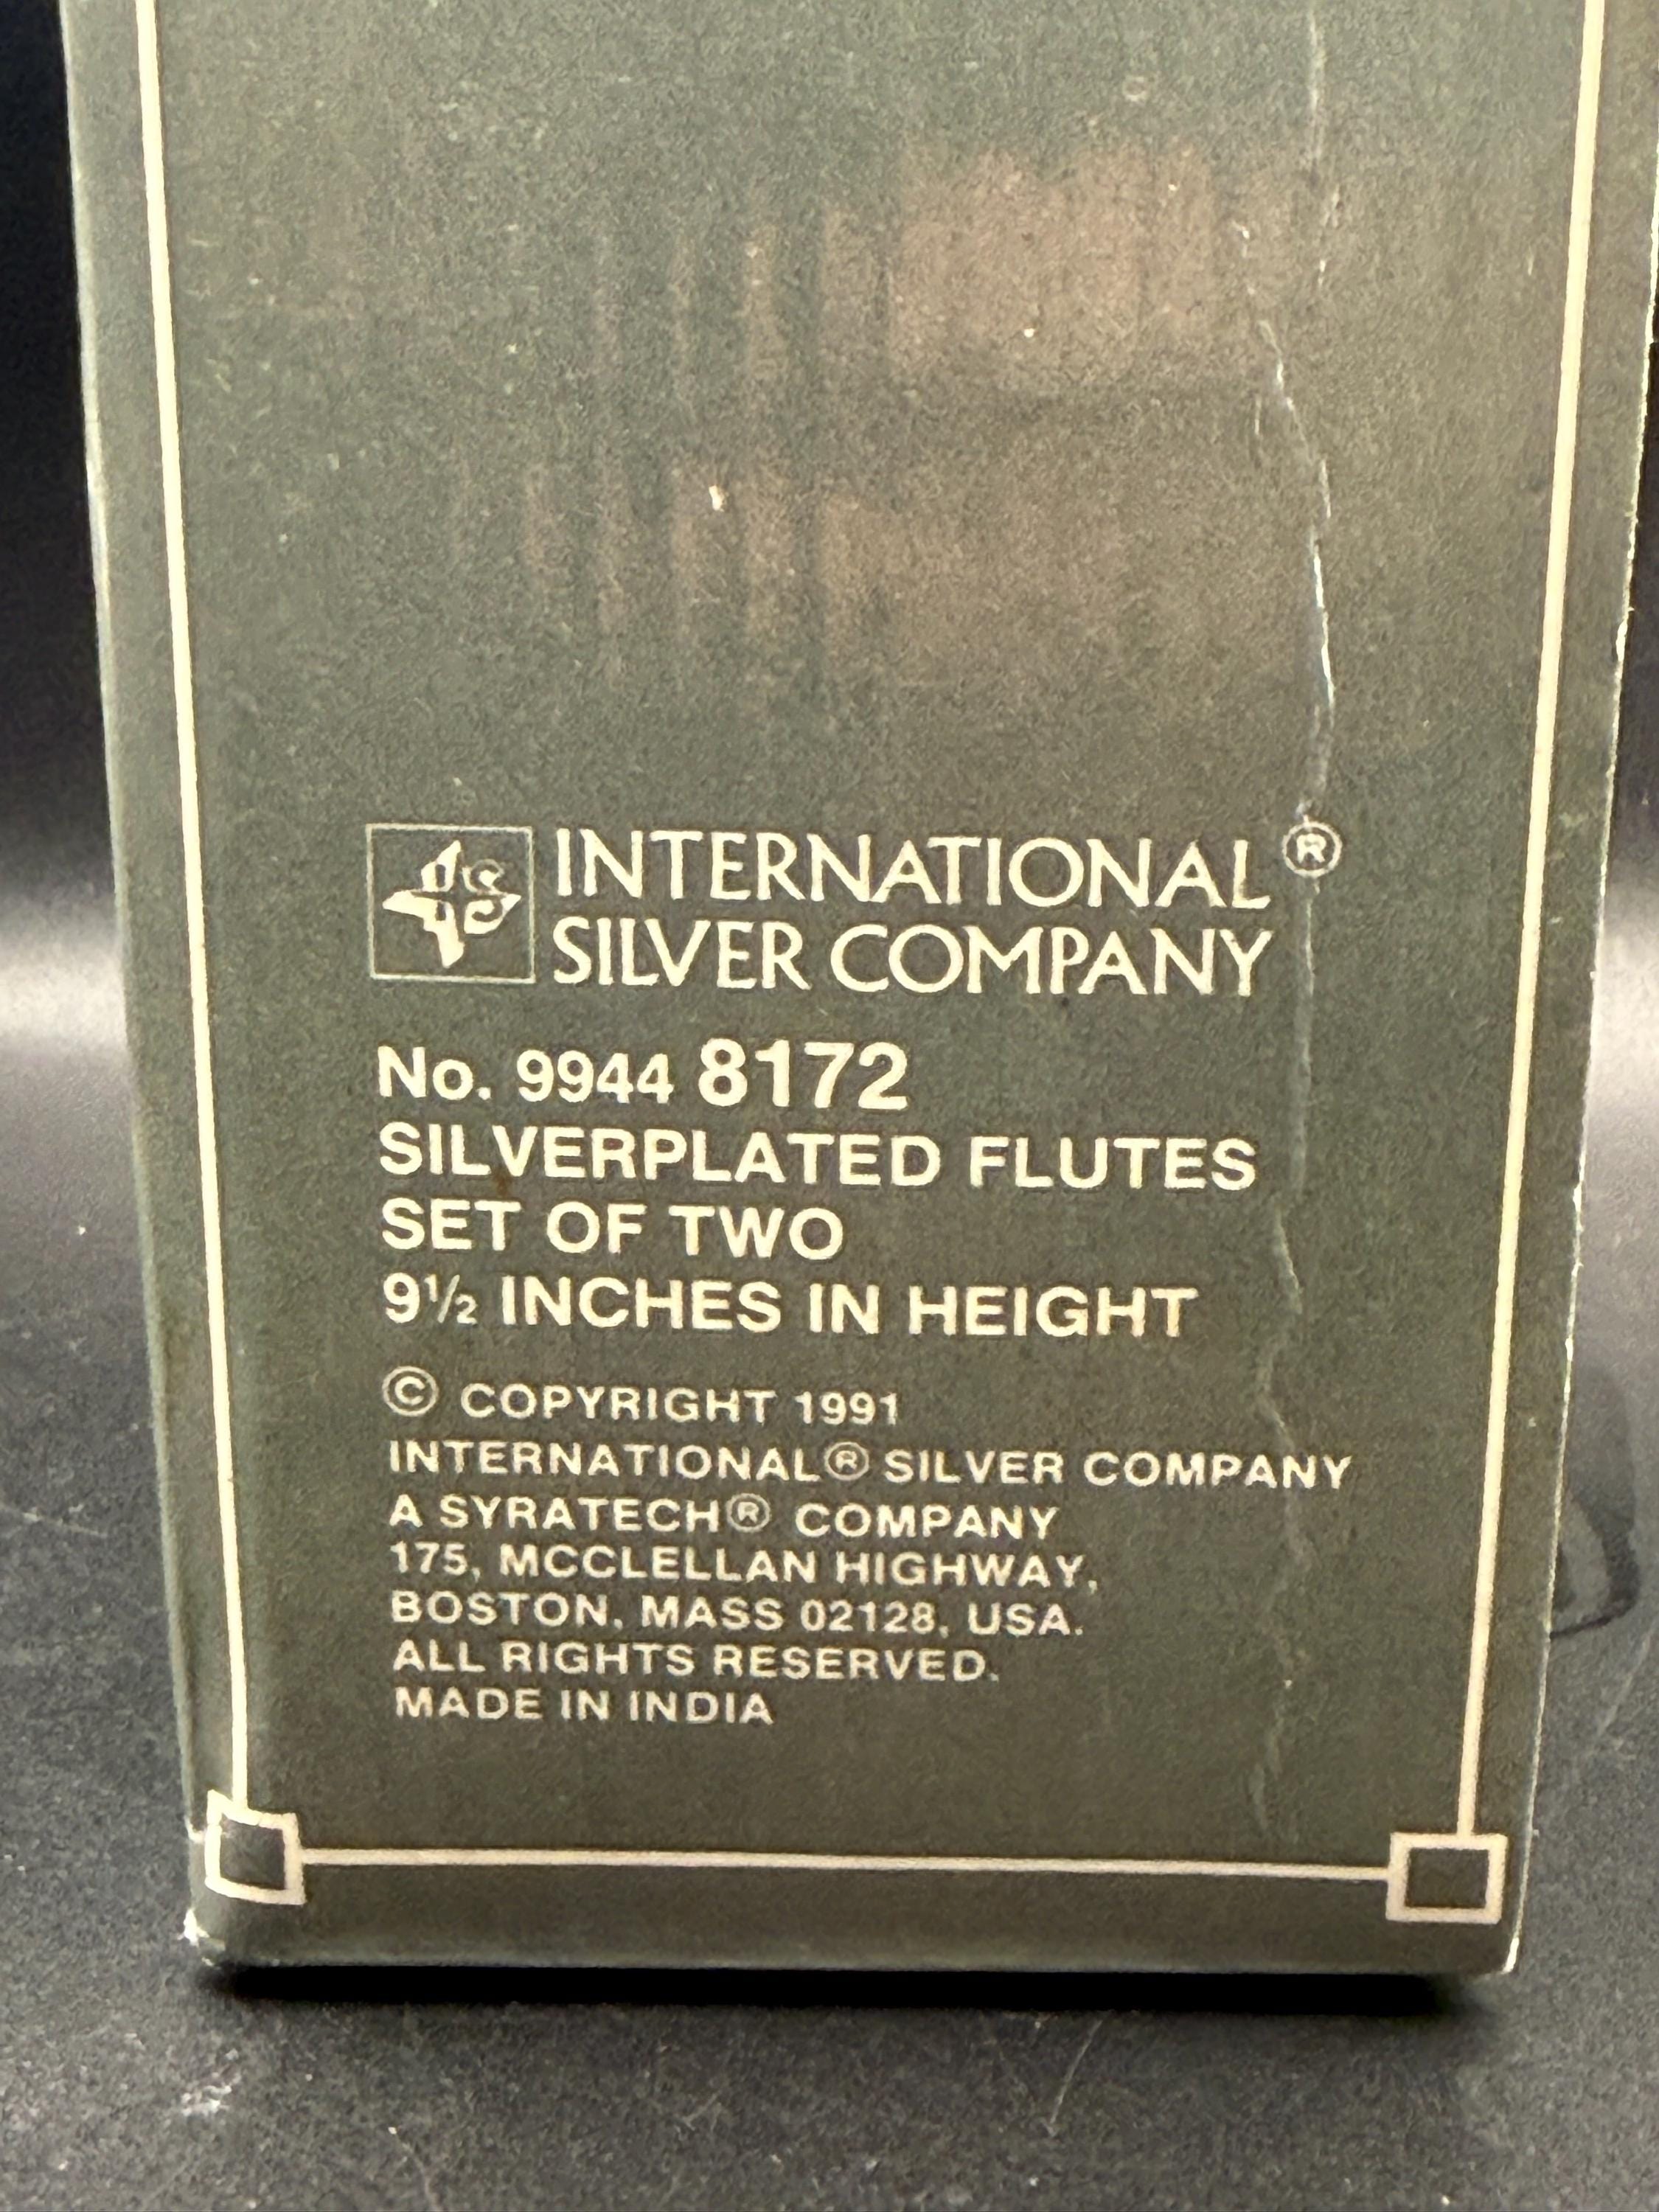 INTERNATIONAL®
SILVER COMPANY
No. 9944 8172
SILVERPLATED FLUTES
SET OF TWO
9½ INCHES IN HEIGHT
© COPYRIGHT 1991
INTERNATIONAL® SILVER COMPANY
A SYRATECH® COMPANY
175, MCCLELLAN HIGHWAY,
BOSTON, MASS 02128, USA.
ALL RIGHTS RESERVED.
MADE IN INDIA